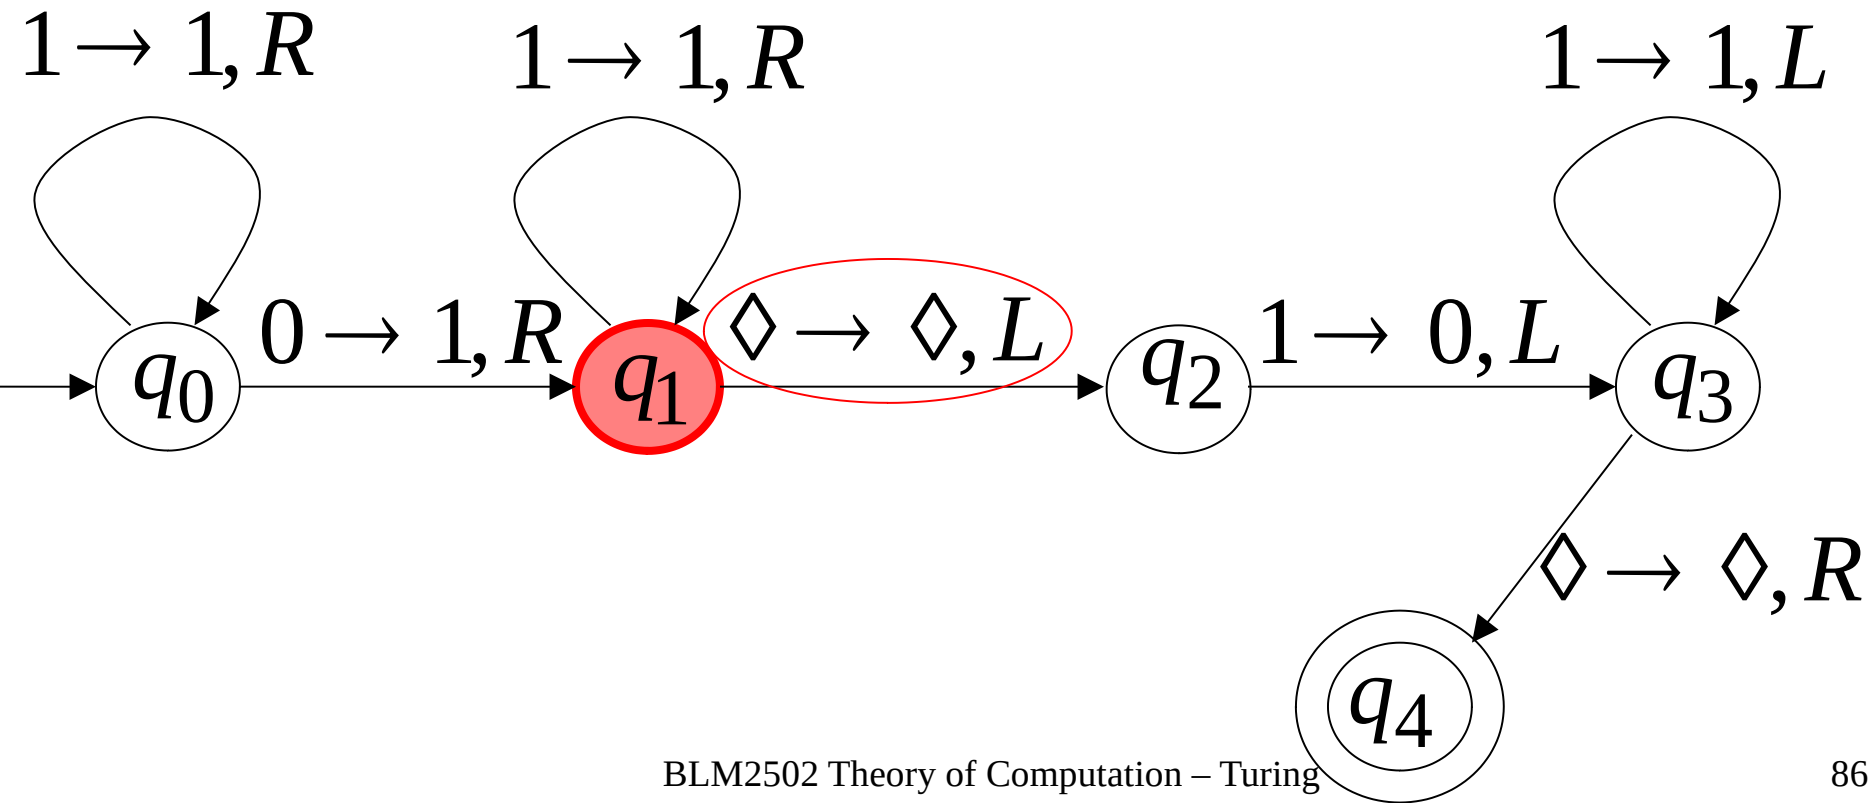 1 → 1, R
1 → 1, R
1 → 1, L
0 → 1, R
◊ → ◊, L
1 → 0, L
q0
q1
q2
q3
◊ → ◊, R
q4
BLM2502 Theory of Computation – Turing
86